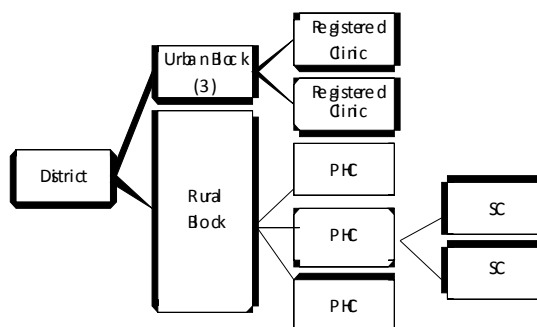 Registered
Clinic
Urban Block
(3)
Registered
Clinic
District
Rural
Block
PHC
PHC
PHC
SC
SC